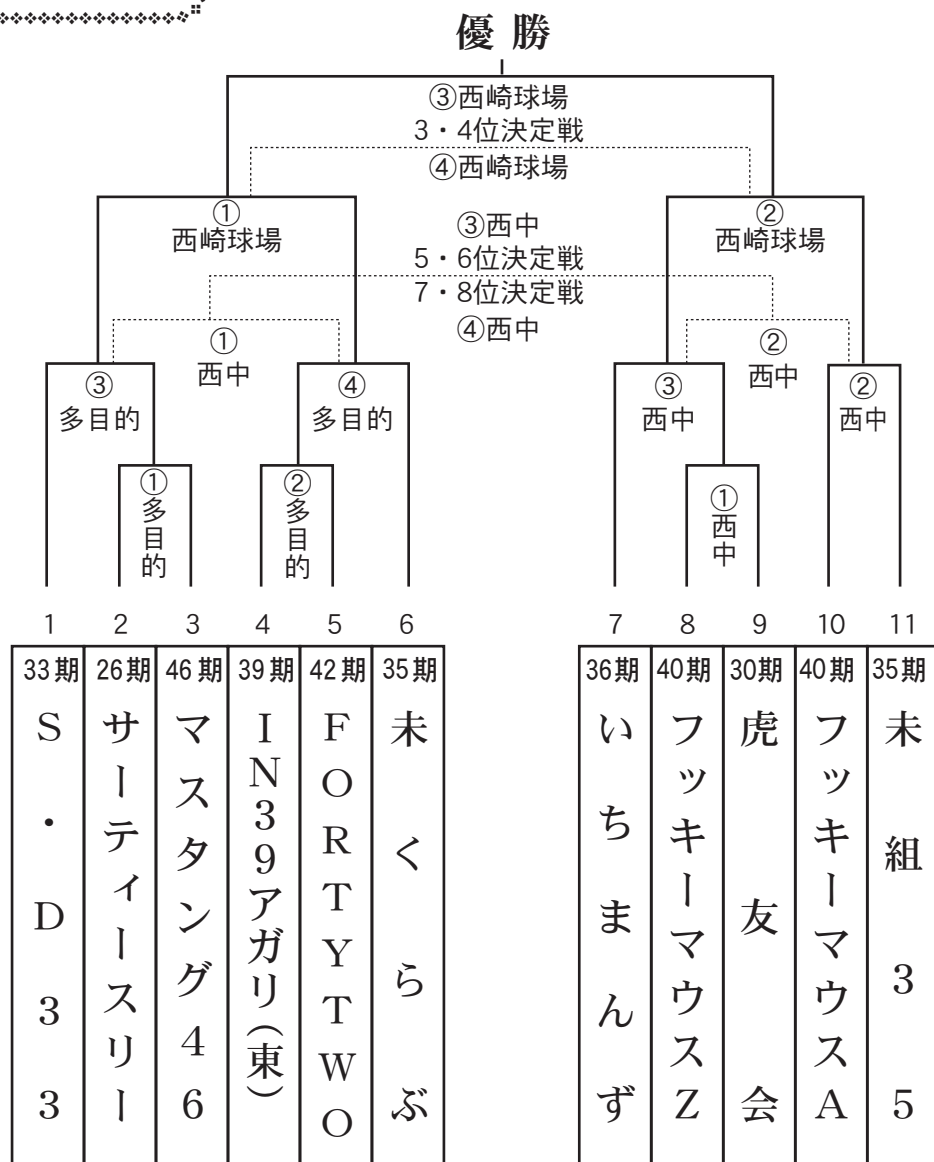 優勝
③西崎球場
3・4位決定戦
④西崎球場
①
西崎球場
②
西崎球場
③西中
5・6位決定戦
7・8位決定戦
④西中
①
西中
②
西中
③
多目的
④
多目的
③
西中
②
西中
①多目的
②多目的
①西中
1 2 3 4 5 6 7 8 9 10 11
33期 26期 46期 39期 42期 35期 36期 40期 30期 40期 35期
S・D33
サーティースリー
マスタング46
IN39アガリ（東）
FORTYTWO
未くらぶ
いちまんず
フッキーマウスZ
虎友会
フッキーマウスA
未組35